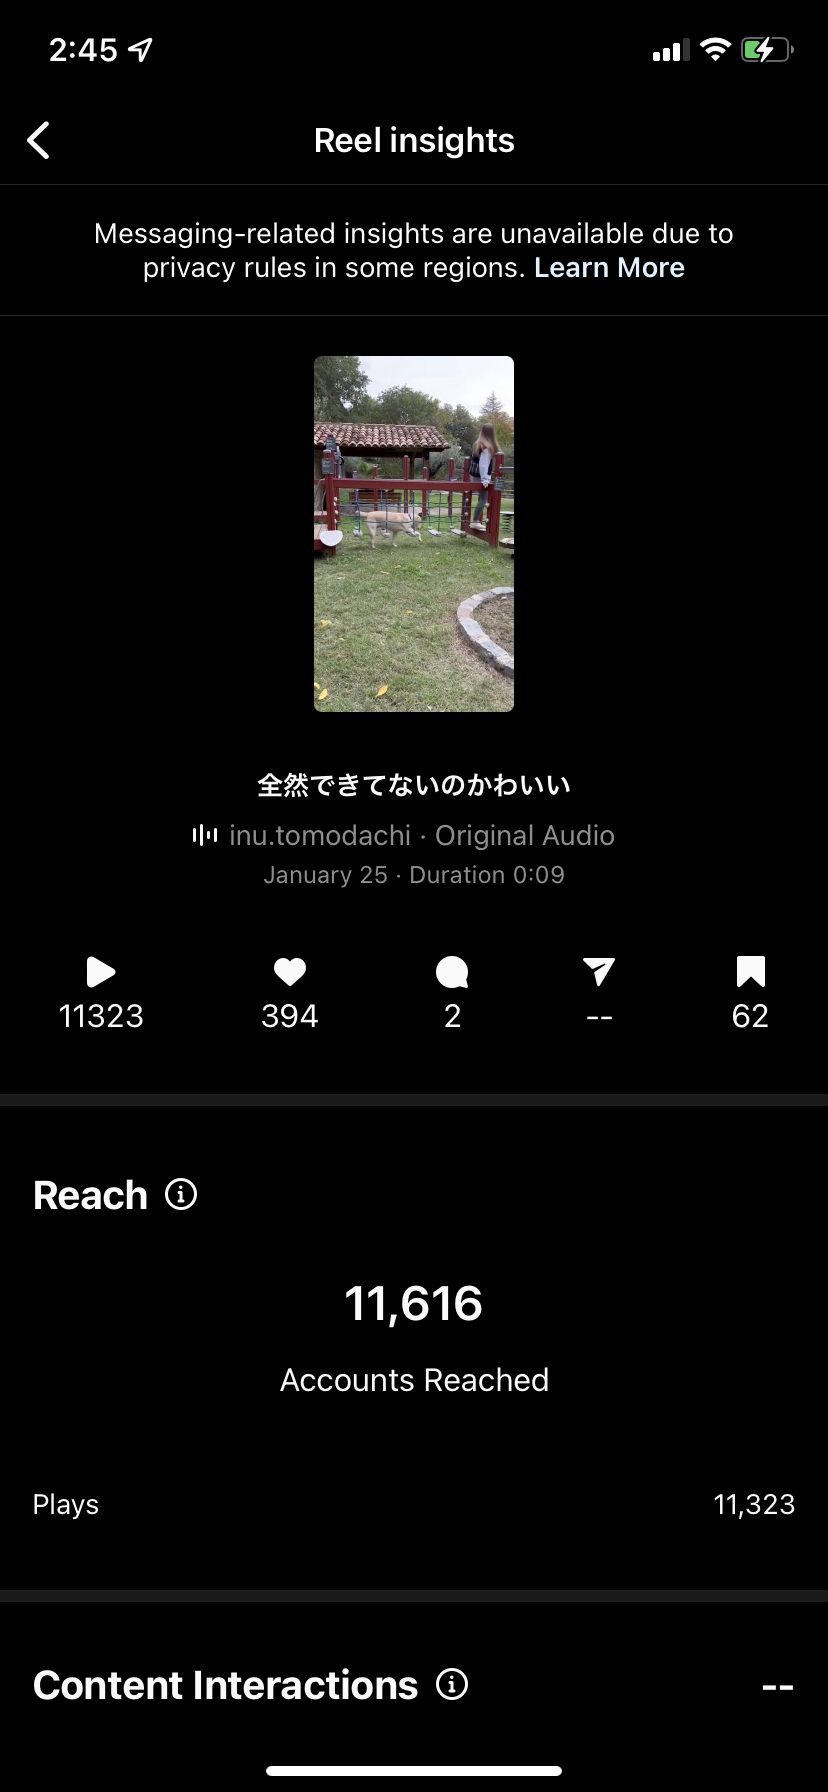 2:45
Reel insights
Messaging-related insights are unavailable due to
privacy rules in some regions. Learn More
全然できてないのかわいい
inu.tomodachi · Original Audio
January 25 · Duration 0:09
11323 394 2 -- 62
Reach
11,616
Accounts Reached
Plays 11,323
Content Interactions --